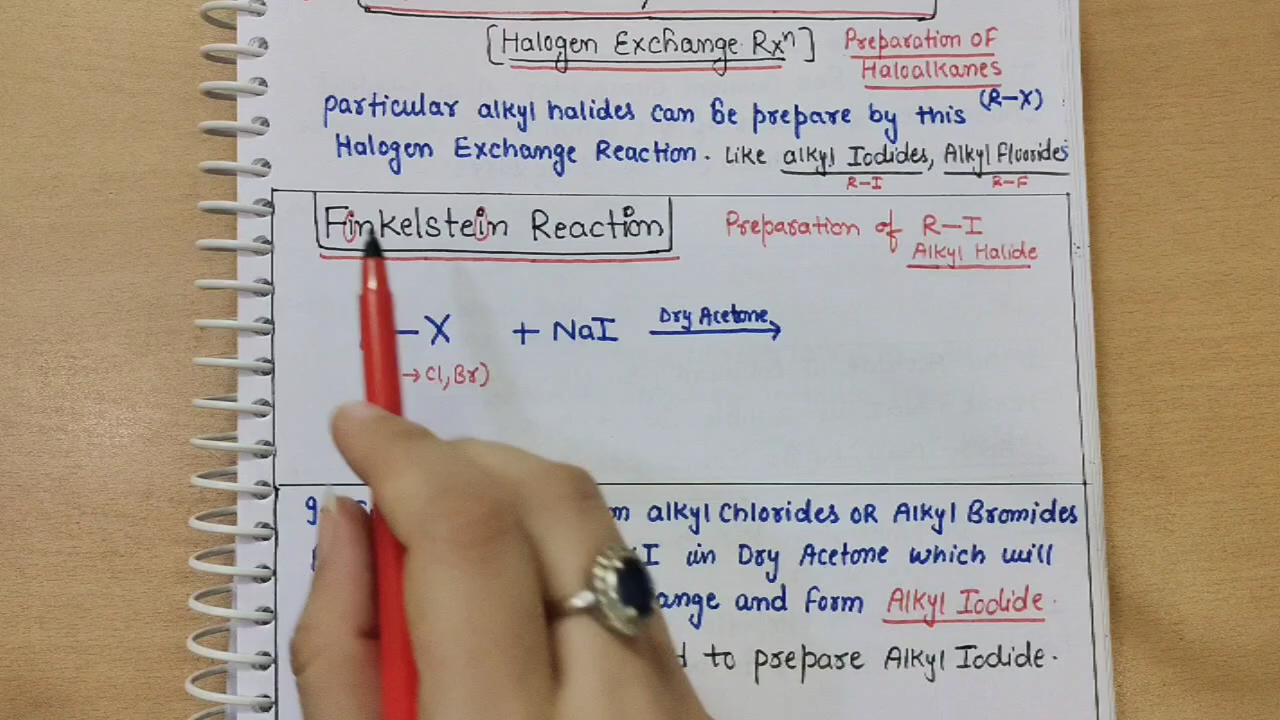 [Halogen Exchange Rxⁿ]
Preparation of
Haloalkanes
(R-X)
particular alkyl halides can be prepare by this
Halogen Exchange Reaction. Like alkyl Iodides, Alkyl Fluorides
R-I R-F
Finkelstein Reaction
Preparation of R-I
Alkyl Halide
-X + NaI Dry Acetone →
→ Cl, Br)
alkyl Chlorides OR Alkyl Bromides
I in Dry Acetone which will
and form Alkyl Iodide.
to prepare Alkyl Iodide.